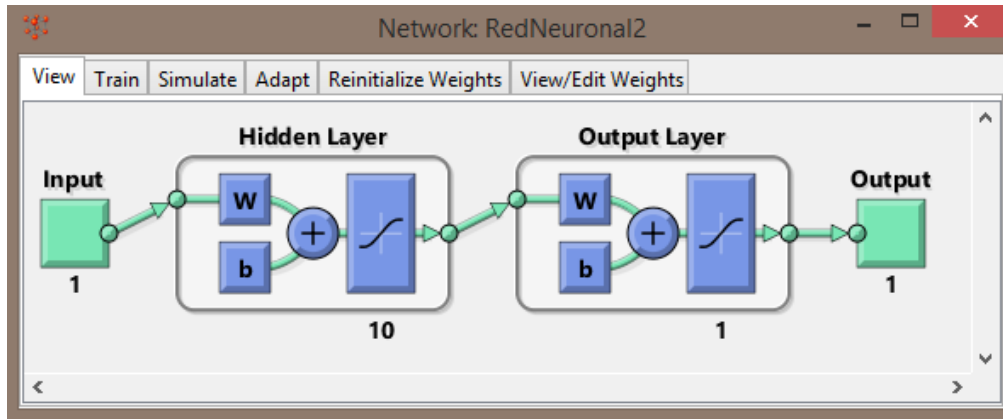 Network: RedNeuronal2
View Train Simulate Adapt Reinitialize Weights View/Edit Weights
Hidden Layer Output Layer
Input Output
W W
b b
1 1
10 1